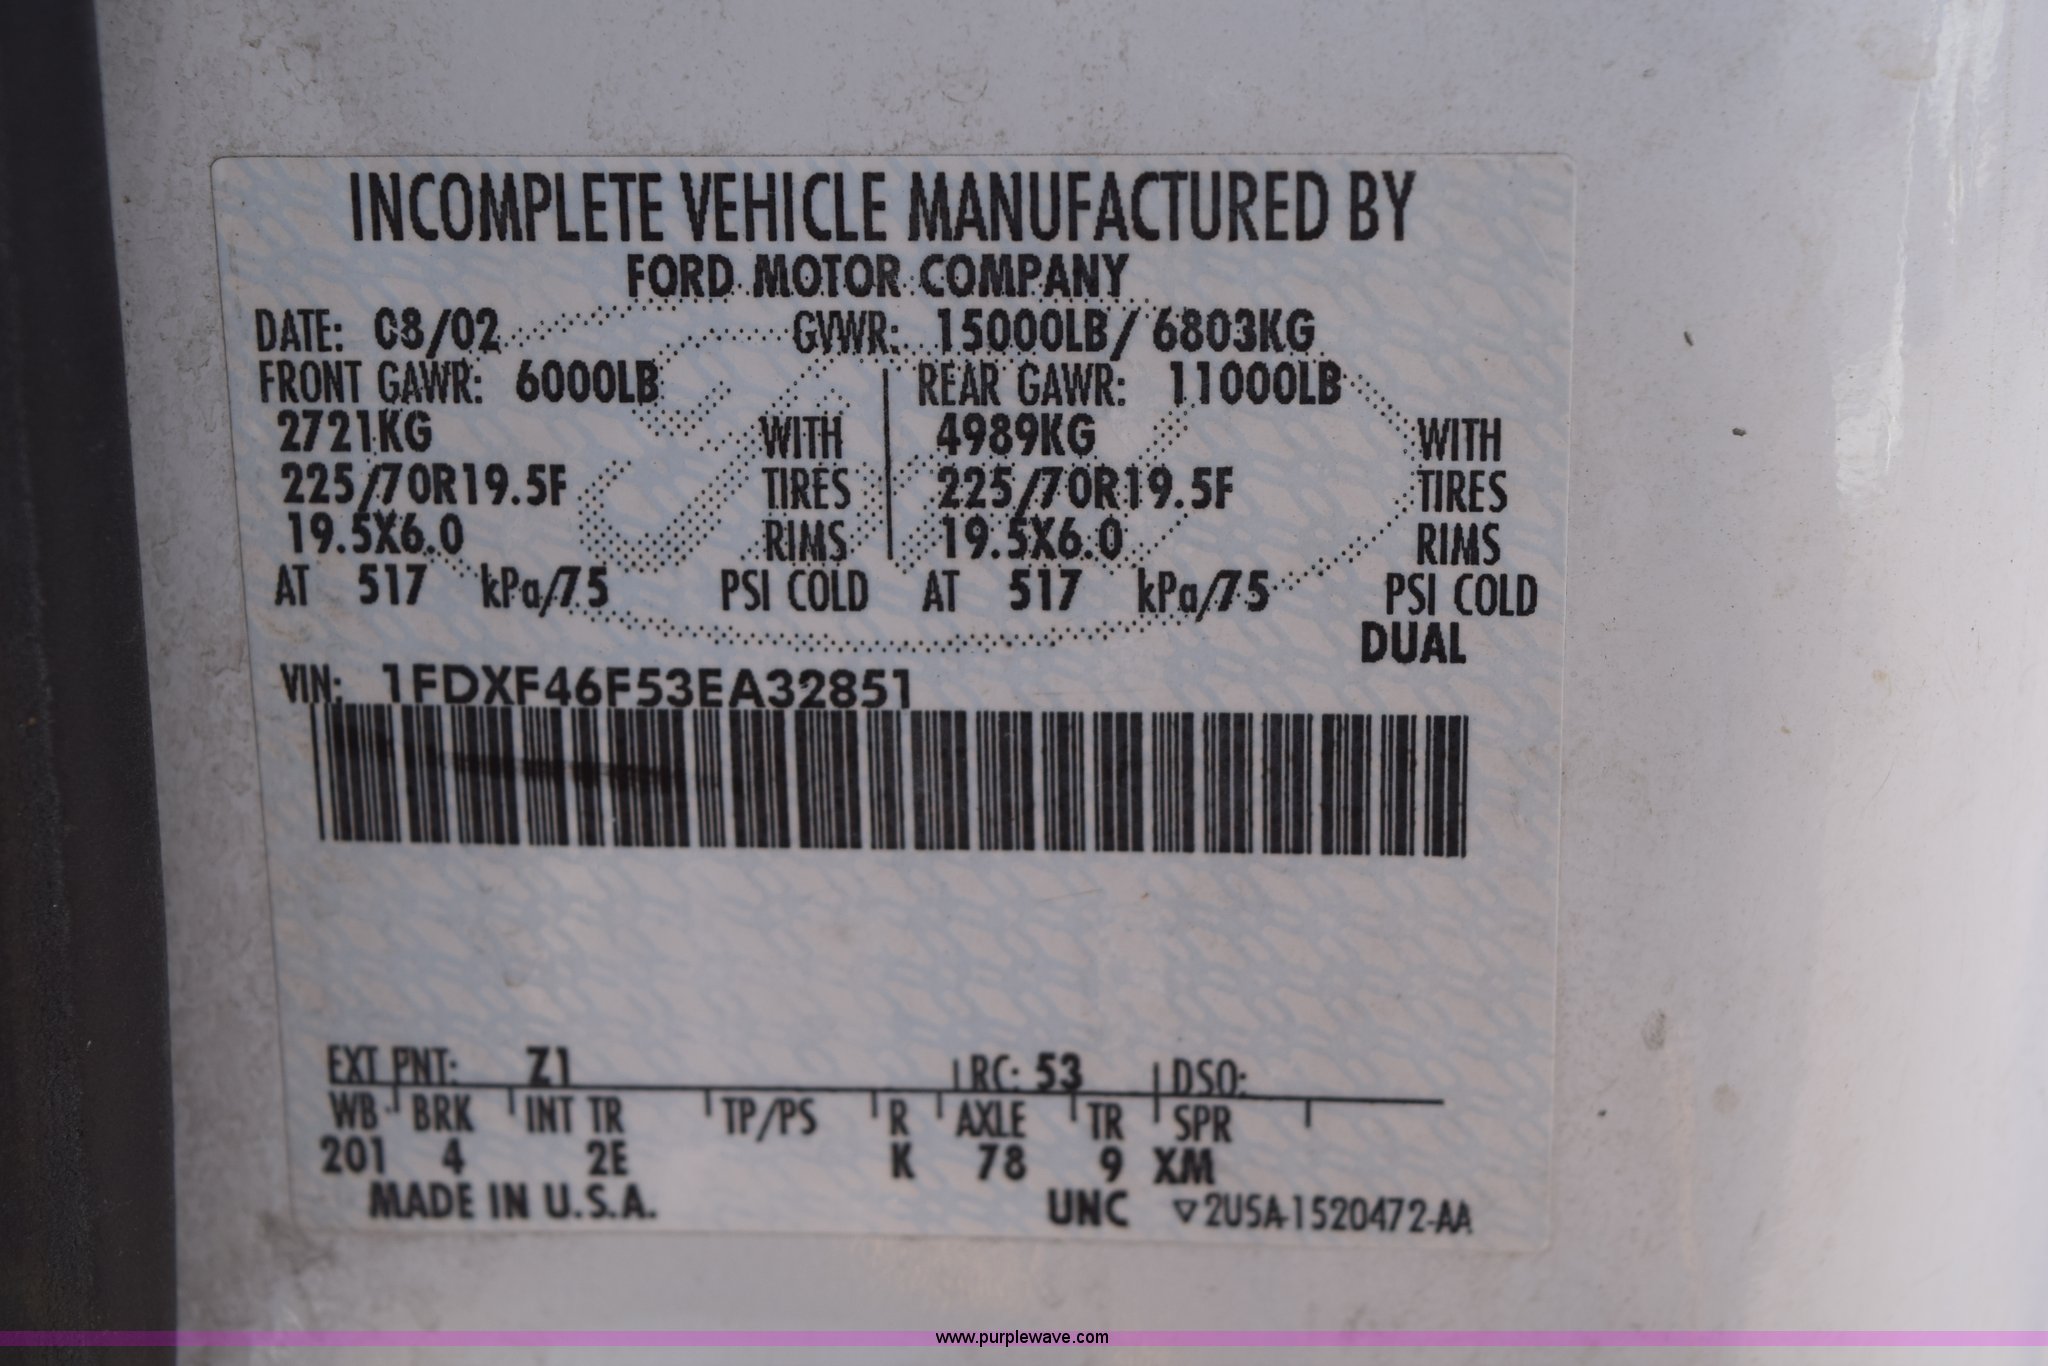 INCOMPLETE VEHICLE MANUFACTURED BY
FORD MOTOR COMPANY
DATE: 08/02 GVWR: 15000LB/ 6803KG
FRONT GAWR: 6000LB REAR GAWR: 11000LB
2721KG WITH 4989KG WITH
225/70R19.5F TIRES 225/70R19.5F TIRES
19.5X6.0 RIMS 19.5X6.0 RIMS
AT 517 kPa/75 PSI COLD AT 517 kPa/75 PSI COLD
DUAL
VIN: 1FDXF46F53EA32851
EXT PNT: Z1 RC: 53 DSO:
WB BRK INT TR TP/PS R AXLE TR SPR
201 4 2E K 78 9 XM
MADE IN U.S.A. UNC ▽2U5A-1520472-AA
www.purplewave.com